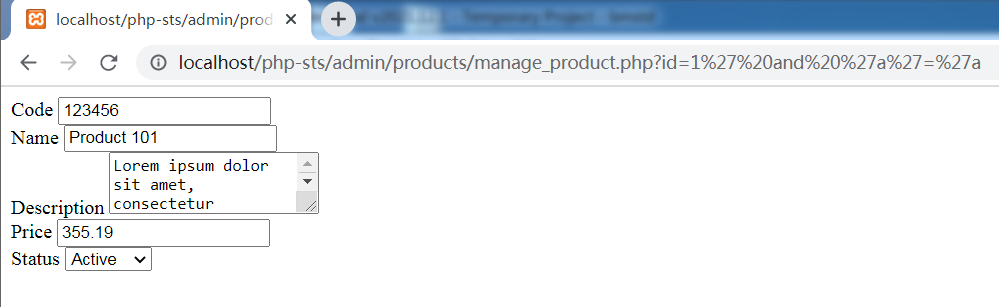 localhost/php-sts/admin/prod
localhost/php-sts/admin/products/manage_product.php?id=1%27%20and%20%27a%27=%27a
Code 123456
Name Product 101
Lorem ipsum dolor
sit amet,
consectetur
Description
Price 355.19
Status Active